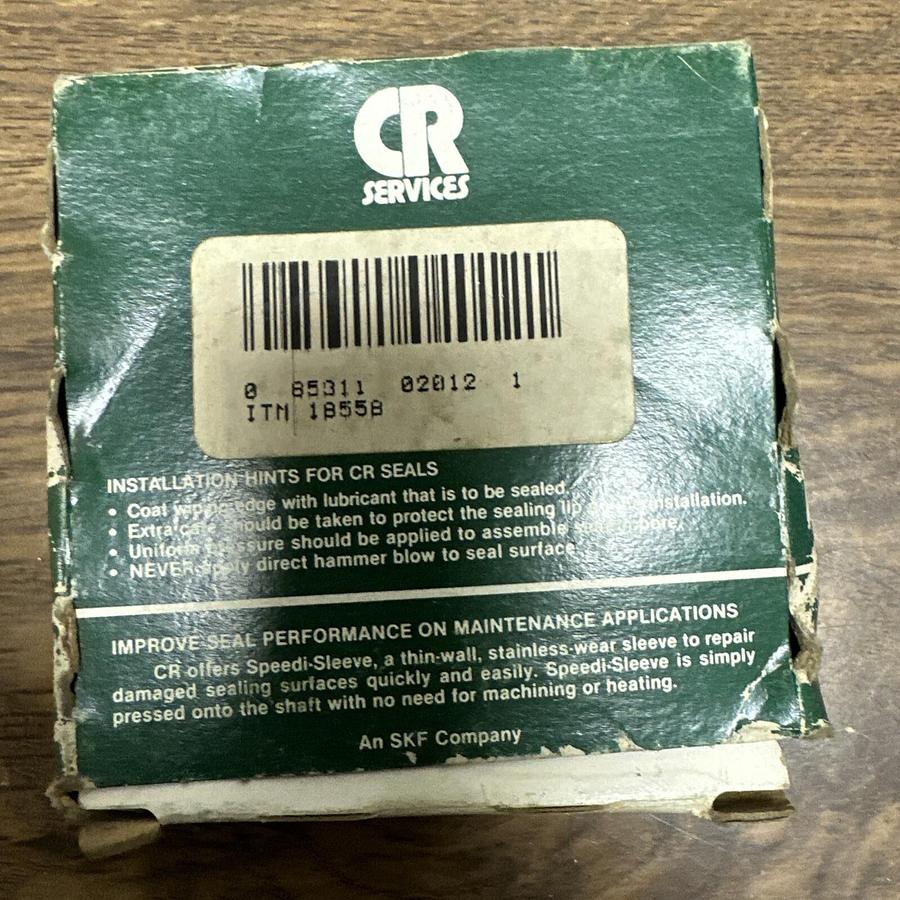 CR
SERVICES
0 85311 02012 1
ITM 18558
INSTALLATION HINTS FOR CR SEALS
• Coat wiping edge with lubricant that is to be sealed.
• Extra care should be taken to protect the sealing lip installation.
• Uniform pressure should be applied to assemble bore.
• NEVER apply direct hammer blow to seal surface.
IMPROVE SEAL PERFORMANCE ON MAINTENANCE APPLICATIONS
CR offers Speedi-Sleeve, a thin-wall, stainless-wear sleeve to repair
damaged sealing surfaces quickly and easily. Speedi-Sleeve is simply
pressed onto the shaft with no need for machining or heating.
An SKF Company